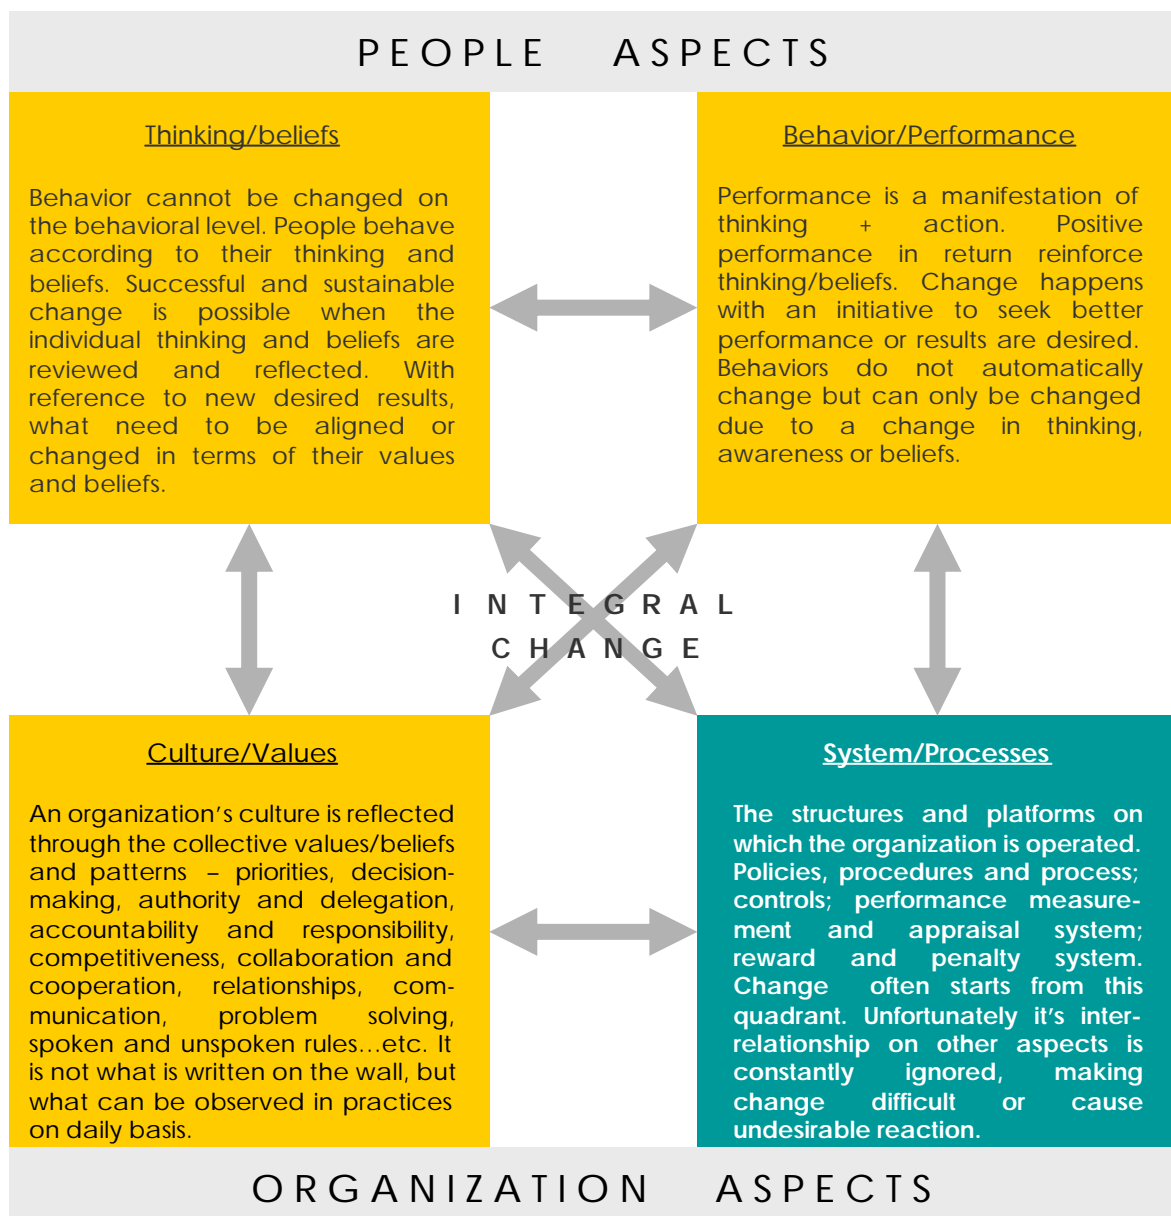 PEOPLE ASPECTS
Thinking/beliefs
Behavior cannot be changed on
the behavioral level. People behave
according to their thinking and
beliefs. Successful and sustainable
change is possible when the
individual thinking and beliefs are
reviewed and reflected. With
reference to new desired results,
what need to be aligned or
changed in terms of their values
and beliefs.
Behavior/Performance
Performance is a manifestation of
thinking + action. Positive
performance in return reinforce
thinking/beliefs. Change happens
with an initiative to seek better
performance or results are desired.
Behaviors do not automatically
change but can only be changed
due to a change in thinking,
awareness or beliefs.
INTEGRAL
CHANGE
Culture/Values
An organization's culture is reflected
through the collective values/beliefs
and patterns – priorities, decision-
making, authority and delegation,
accountability and responsibility,
competitiveness, collaboration and
cooperation, relationships, com-
munication, problem solving,
spoken and unspoken rules...etc. It
is not what is written on the wall, but
what can be observed in practices
on daily basis.
System/Processes
The structures and platforms on
which the organization is operated.
Policies, procedures and process;
controls; performance measure-
ment and appraisal system;
reward and penalty system.
Change often starts from this
quadrant. Unfortunately it's inter-
relationship on other aspects is
constantly ignored, making
change difficult or cause
undesirable reaction.
ORGANIZATION ASPECTS